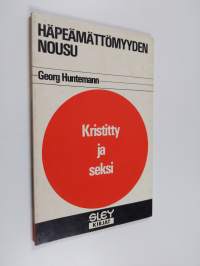 HÄPEÄMÄTTÖMYYDEN
NOUSU
Georg Huntemann
Kristitty
ja
seksi
SLEY
KIRJAT